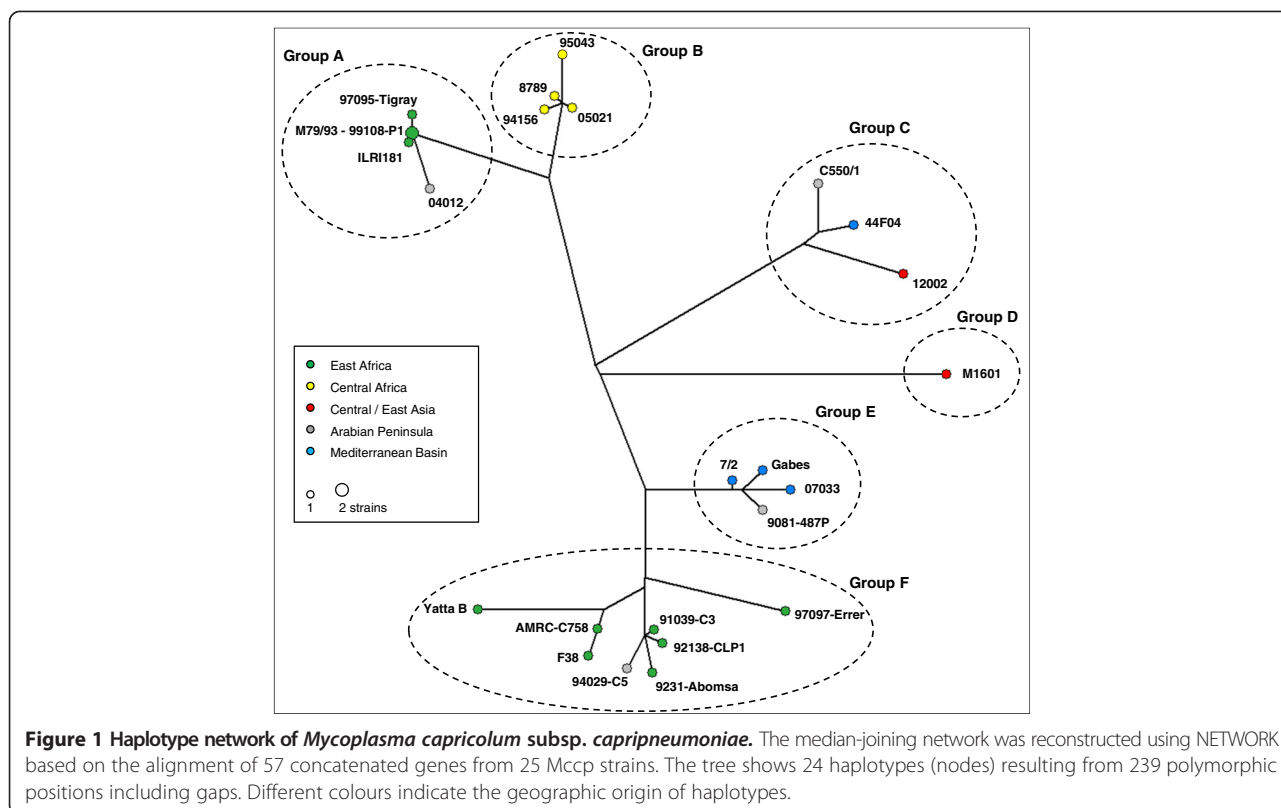 Group A
95043
Group B
97095-Tigray
8789
M79/93 - 99108-P1
94156
05021
ILRI181
04012
Group C
C550/1
44F04
12002
Group D
M1601
East Africa
Central Africa
Central / East Asia
Arabian Peninsula
Mediterranean Basin
1 2 strains
Group E
7/2
Gabes
07033
9081-487P
Group F
Yatta B
91039-C3
97097-Errer
AMRC-C758
92138-CLP1
F38
94029-C5
9231-Abomsa
Figure 1 Haplotype network of Mycoplasma capricolum subsp. capripneumoniae. The median-joining network was reconstructed using NETWORK
based on the alignment of 57 concatenated genes from 25 Mccp strains. The tree shows 24 haplotypes (nodes) resulting from 239 polymorphic
positions including gaps. Different colours indicate the geographic origin of haplotypes.